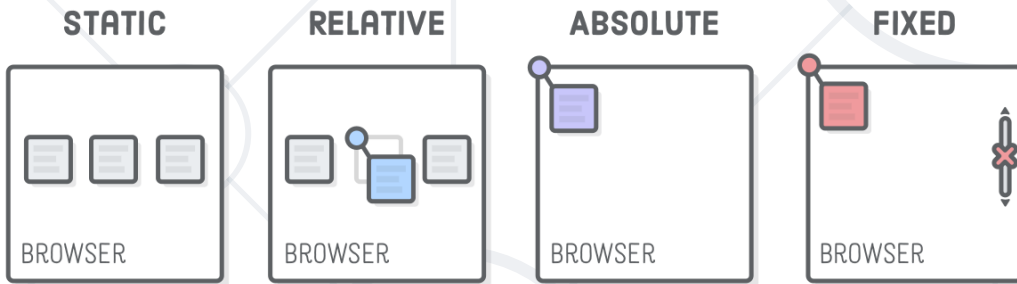 STATIC
RELATIVE
ABSOLUTE
FIXED
BROWSER
BROWSER
BROWSER
BROWSER